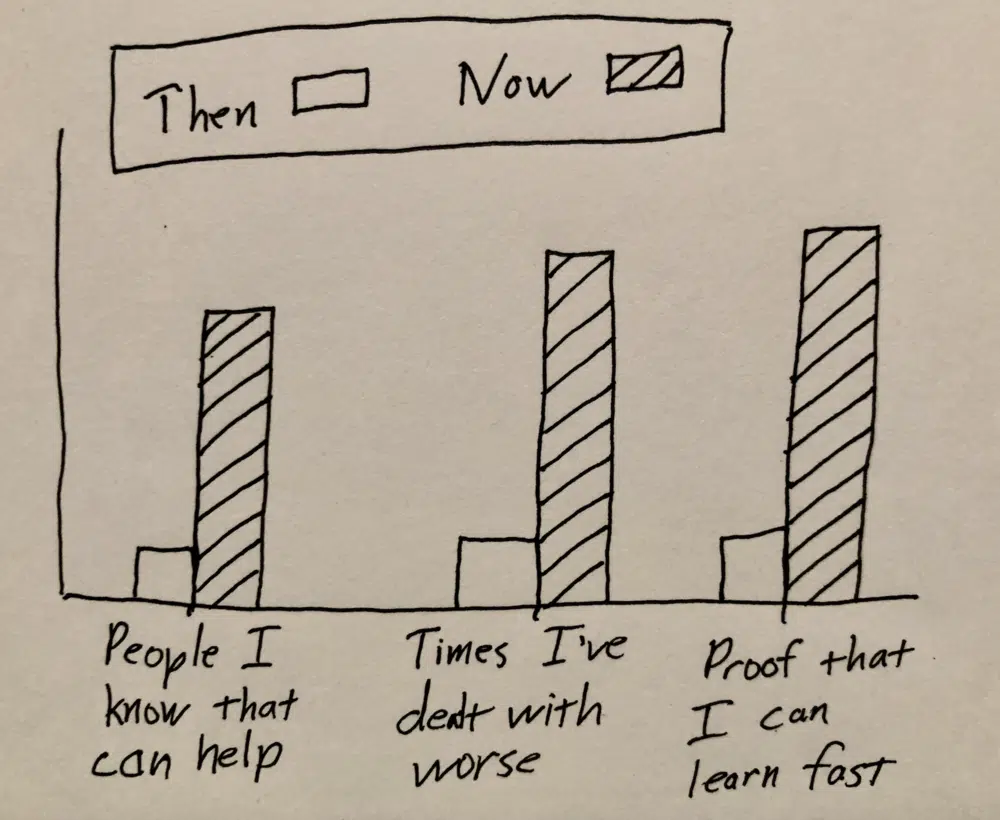 Then Now
People I
know that
can help
Times I've
dealt with
worse
Proof that
I can
learn fast